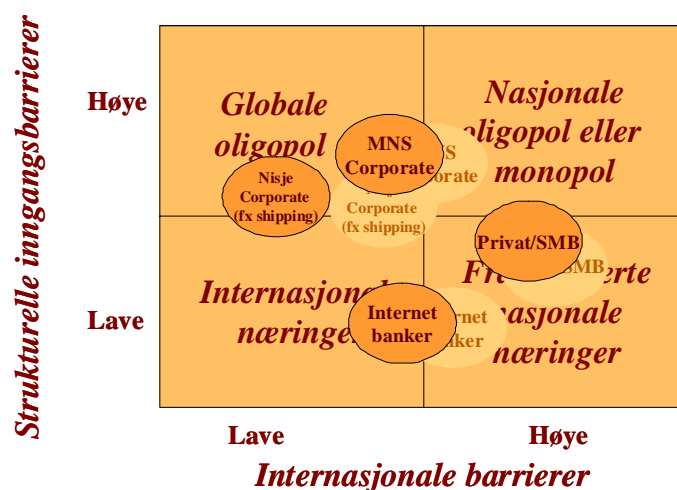 Strukturelle inngangsbarrierer
Høye
Lave
Globale
oligopol
Nasjonale
oligopol eller
monopol
MNS
Corporate
Nisje
Corporate
(fx shipping)
Corporate
(fx shipping)
Privat/SMB
SMB
Internasjonale
næringer
Internet
banker
nasjonale
næringer
Lave
Høye
Internasjonale barrierer